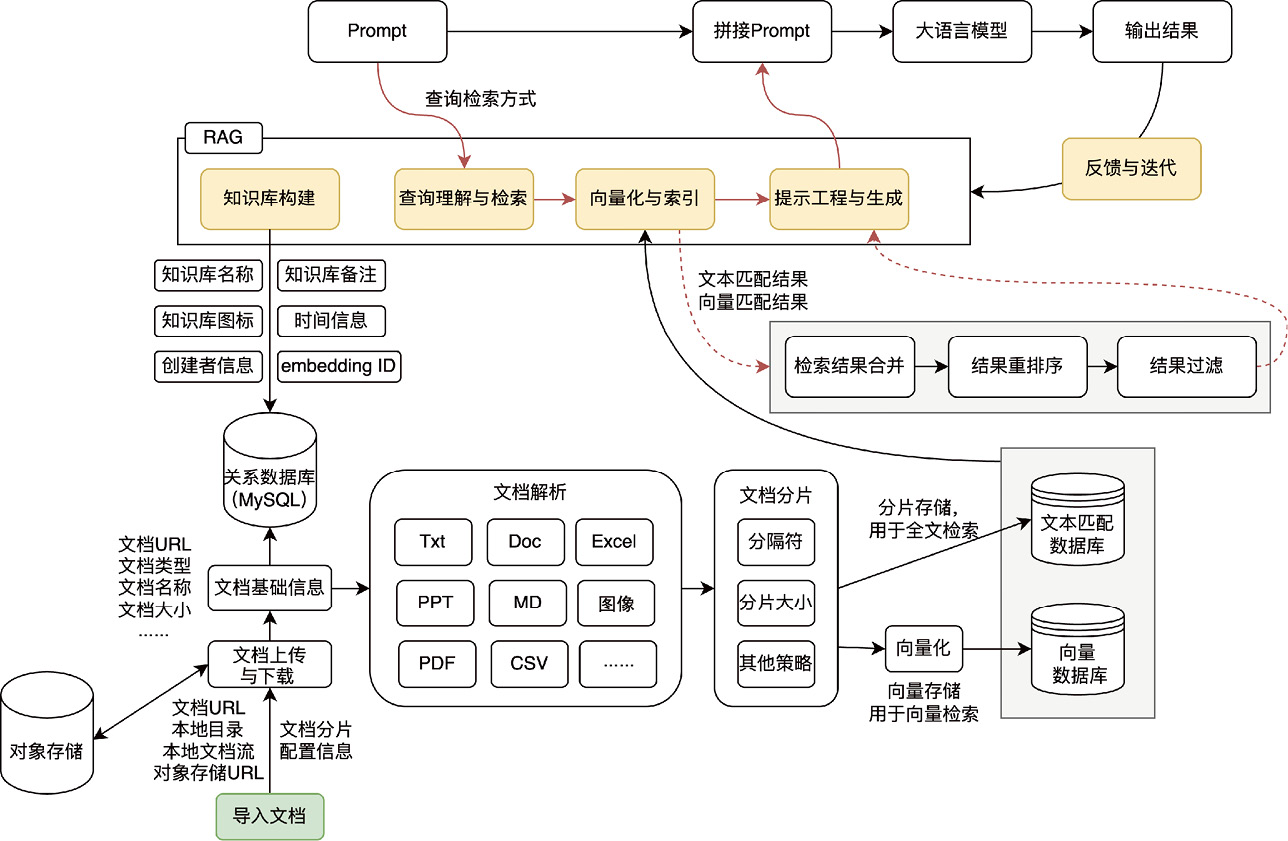 Prompt
拼接Prompt
大语言模型
输出结果
查询检索方式
RAG
反馈与迭代
知识库构建
查询理解与检索
向量化与索引
提示工程与生成
知识库名称
知识库备注
文本匹配结果
向量匹配结果
知识库图标
时间信息
创建者信息
embedding ID
检索结果合并
结果重排序
结果过滤
关系数据库
(MySQL)
文档解析
文档分片
Txt
Doc
Excel
分隔符
分片存储，
用于全文检索
文本匹配
数据库
文档URL
文档类型
文档名称
文档大小
……
文档基础信息
PPT
MD
图像
分片大小
文档上传
与下载
PDF
CSV
……
其他策略
向量化
向量
数据库
向量存储
用于向量检索
对象存储
文档URL
本地目录
本地文档流
对象存储URL
文档分片
配置信息
导入文档